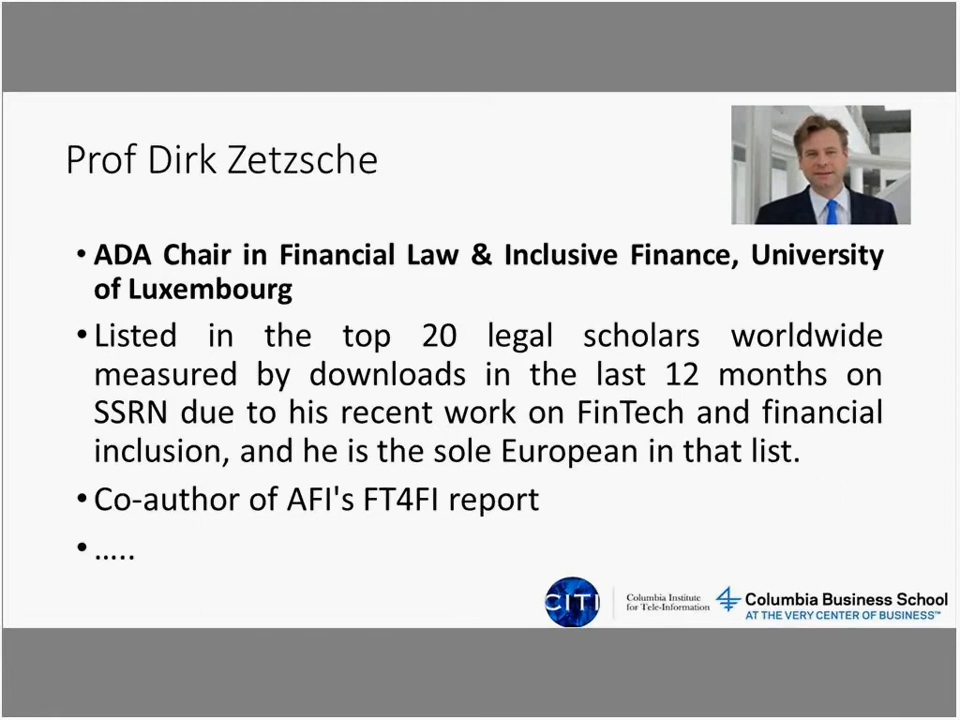 Prof Dirk Zetzsche
• ADA Chair in Financial Law & Inclusive Finance, University
of Luxembourg
• Listed in the top 20 legal scholars worldwide
measured by downloads in the last 12 months on
SSRN due to his recent work on FinTech and financial
inclusion, and he is the sole European in that list.
• Co-author of AFI's FT4FI report
• .....
CITI
Columbia Institute
for Tele-Information
Columbia Business School
AT THE VERY CENTER OF BUSINESS™